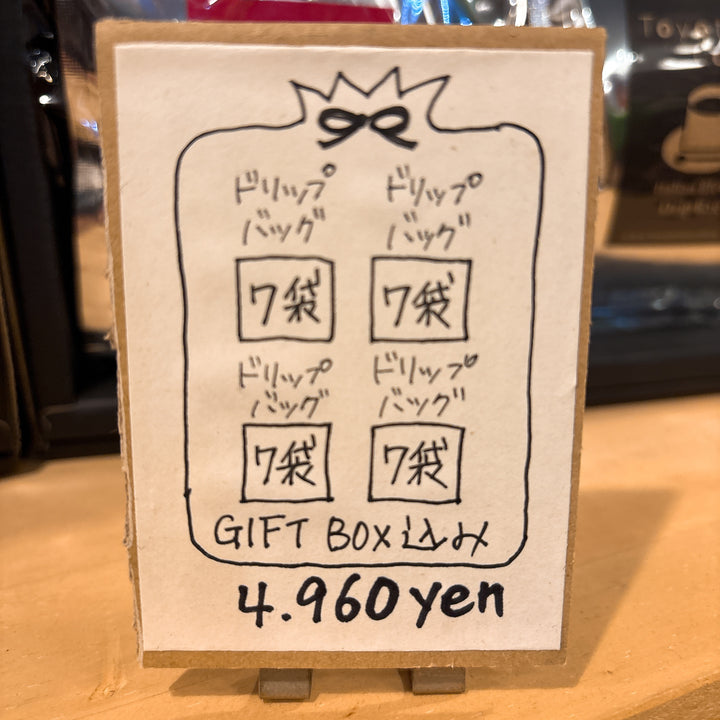 ドリップ ドリップ
バッグ バッグ
7袋 7袋
ドリップ ドリップ
バッグ バッグ
7袋 7袋
GIFT BOX込み
4.960yen